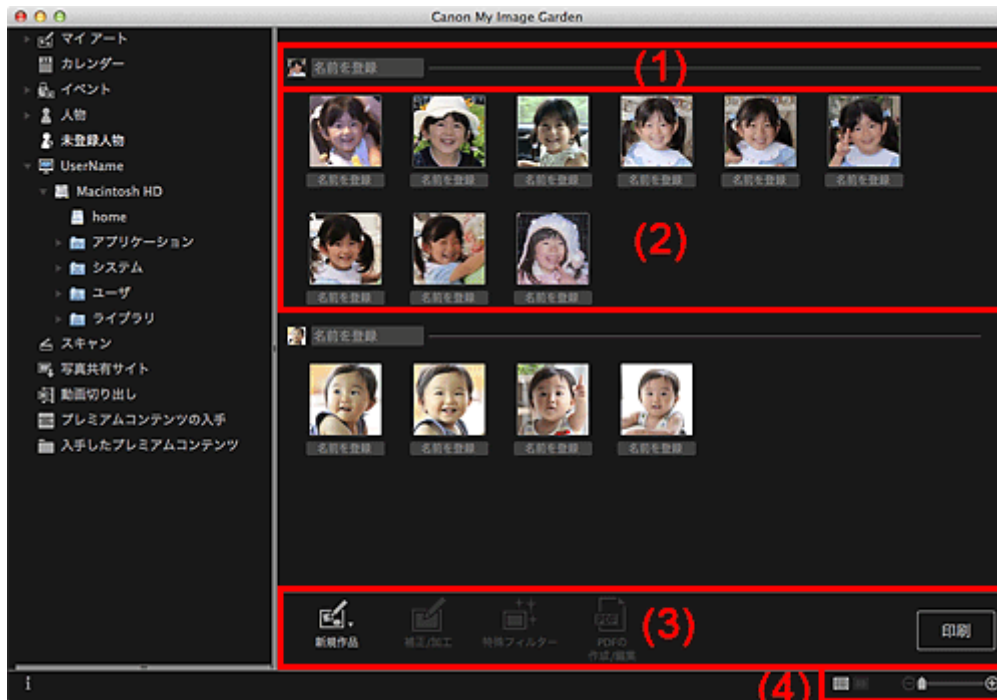 Canon My Image Garden
マイ アート
カレンダー
イベント
人物
未登録人物
UserName
Macintosh HD
home
アプリケーション
システム
ユーザ
ライブラリ
スキャン
写真共有サイト
動画切り出し
プレミアムコンテンツの入手
入手したプレミアムコンテンツ
名前を登録
(1)
名前を登録 名前を登録 名前を登録 名前を登録 名前を登録 名前を登録
(2)
名前を登録 名前を登録 名前を登録
名前を登録
名前を登録 名前を登録 名前を登録 名前を登録
(3)
新規作品 補正/加工 特殊フィルター PDFの
作成/編集
印刷
(4)